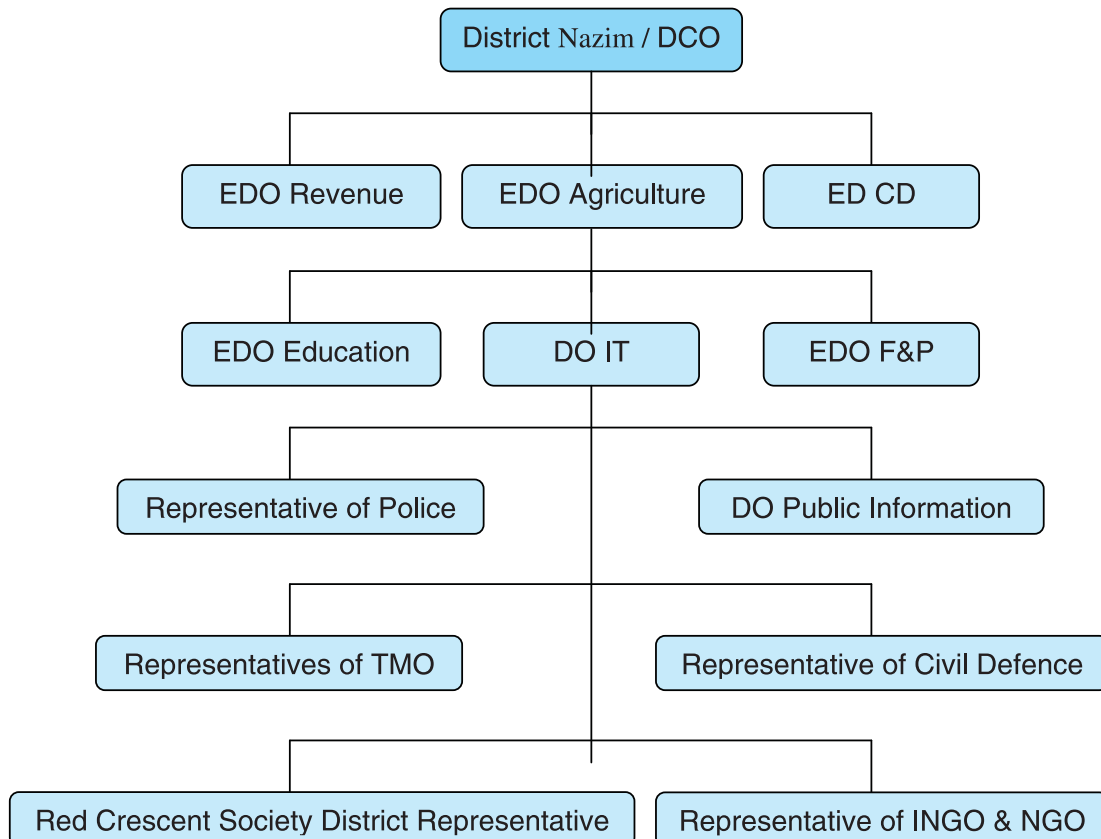 District Nazim / DCO
EDO Revenue
EDO Agriculture
ED CD
EDO Education
DO IT
EDO F&P
Representative of Police
DO Public Information
Representatives of TMO
Representative of Civil Defence
Red Crescent Society District Representative
Representative of INGO & NGO